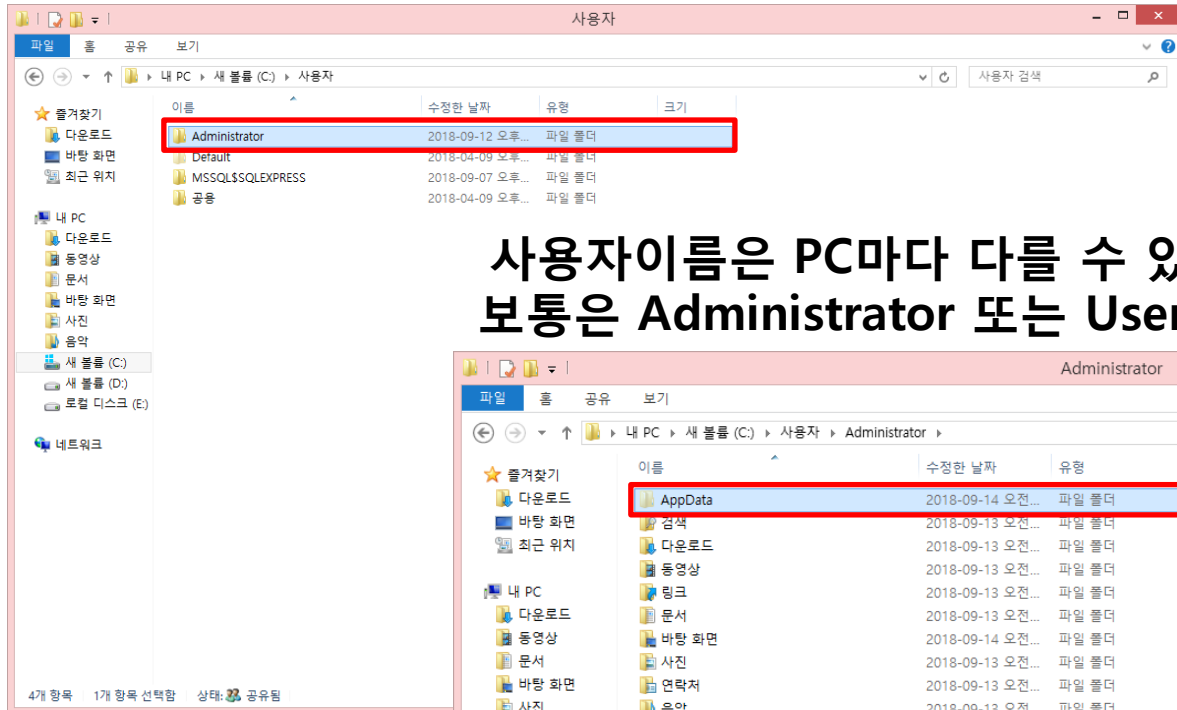 사용자
파일 홈 공유 보기
내 PC 새 볼륨 (C:) 사용자
사용자 검색
이름 수정한 날짜 유형 크기
Administrator 2018-09-12 오후... 파일 폴더
Default 2018-04-09 오후... 파일 폴더
MSSQL$SQLEXPRESS 2018-09-07 오후... 파일 폴더
공용 2018-04-09 오후... 파일 폴더
즐겨찾기
다운로드
바탕 화면
최근 위치
내 PC
다운로드
동영상
문서
바탕 화면
사진
음악
새 볼륨 (C:)
새 볼륨 (D:)
로컬 디스크 (E:)
네트워크
4개 항목 1개 항목 선택함 상태: 공유됨
사용자이름은 PC마다 다를 수 있
보통은 Administrator 또는 User
Administrator
파일 홈 공유 보기
내 PC 새 볼륨 (C:) 사용자 Administrator
이름 수정한 날짜 유형
AppData 2018-09-14 오전... 파일 폴더
검색 2018-09-13 오전... 파일 폴더
다운로드 2018-09-13 오전... 파일 폴더
동영상 2018-09-13 오전... 파일 폴더
링크 2018-09-13 오전... 파일 폴더
문서 2018-09-13 오전... 파일 폴더
바탕 화면 2018-09-14 오전... 파일 폴더
사진 2018-09-13 오전... 파일 폴더
연락처 2018-09-13 오전... 파일 폴더
음악 2018-09-13 오전... 파일 폴더
즐겨찾기
다운로드
바탕 화면
최근 위치
내 PC
다운로드
동영상
문서
바탕 화면
사진